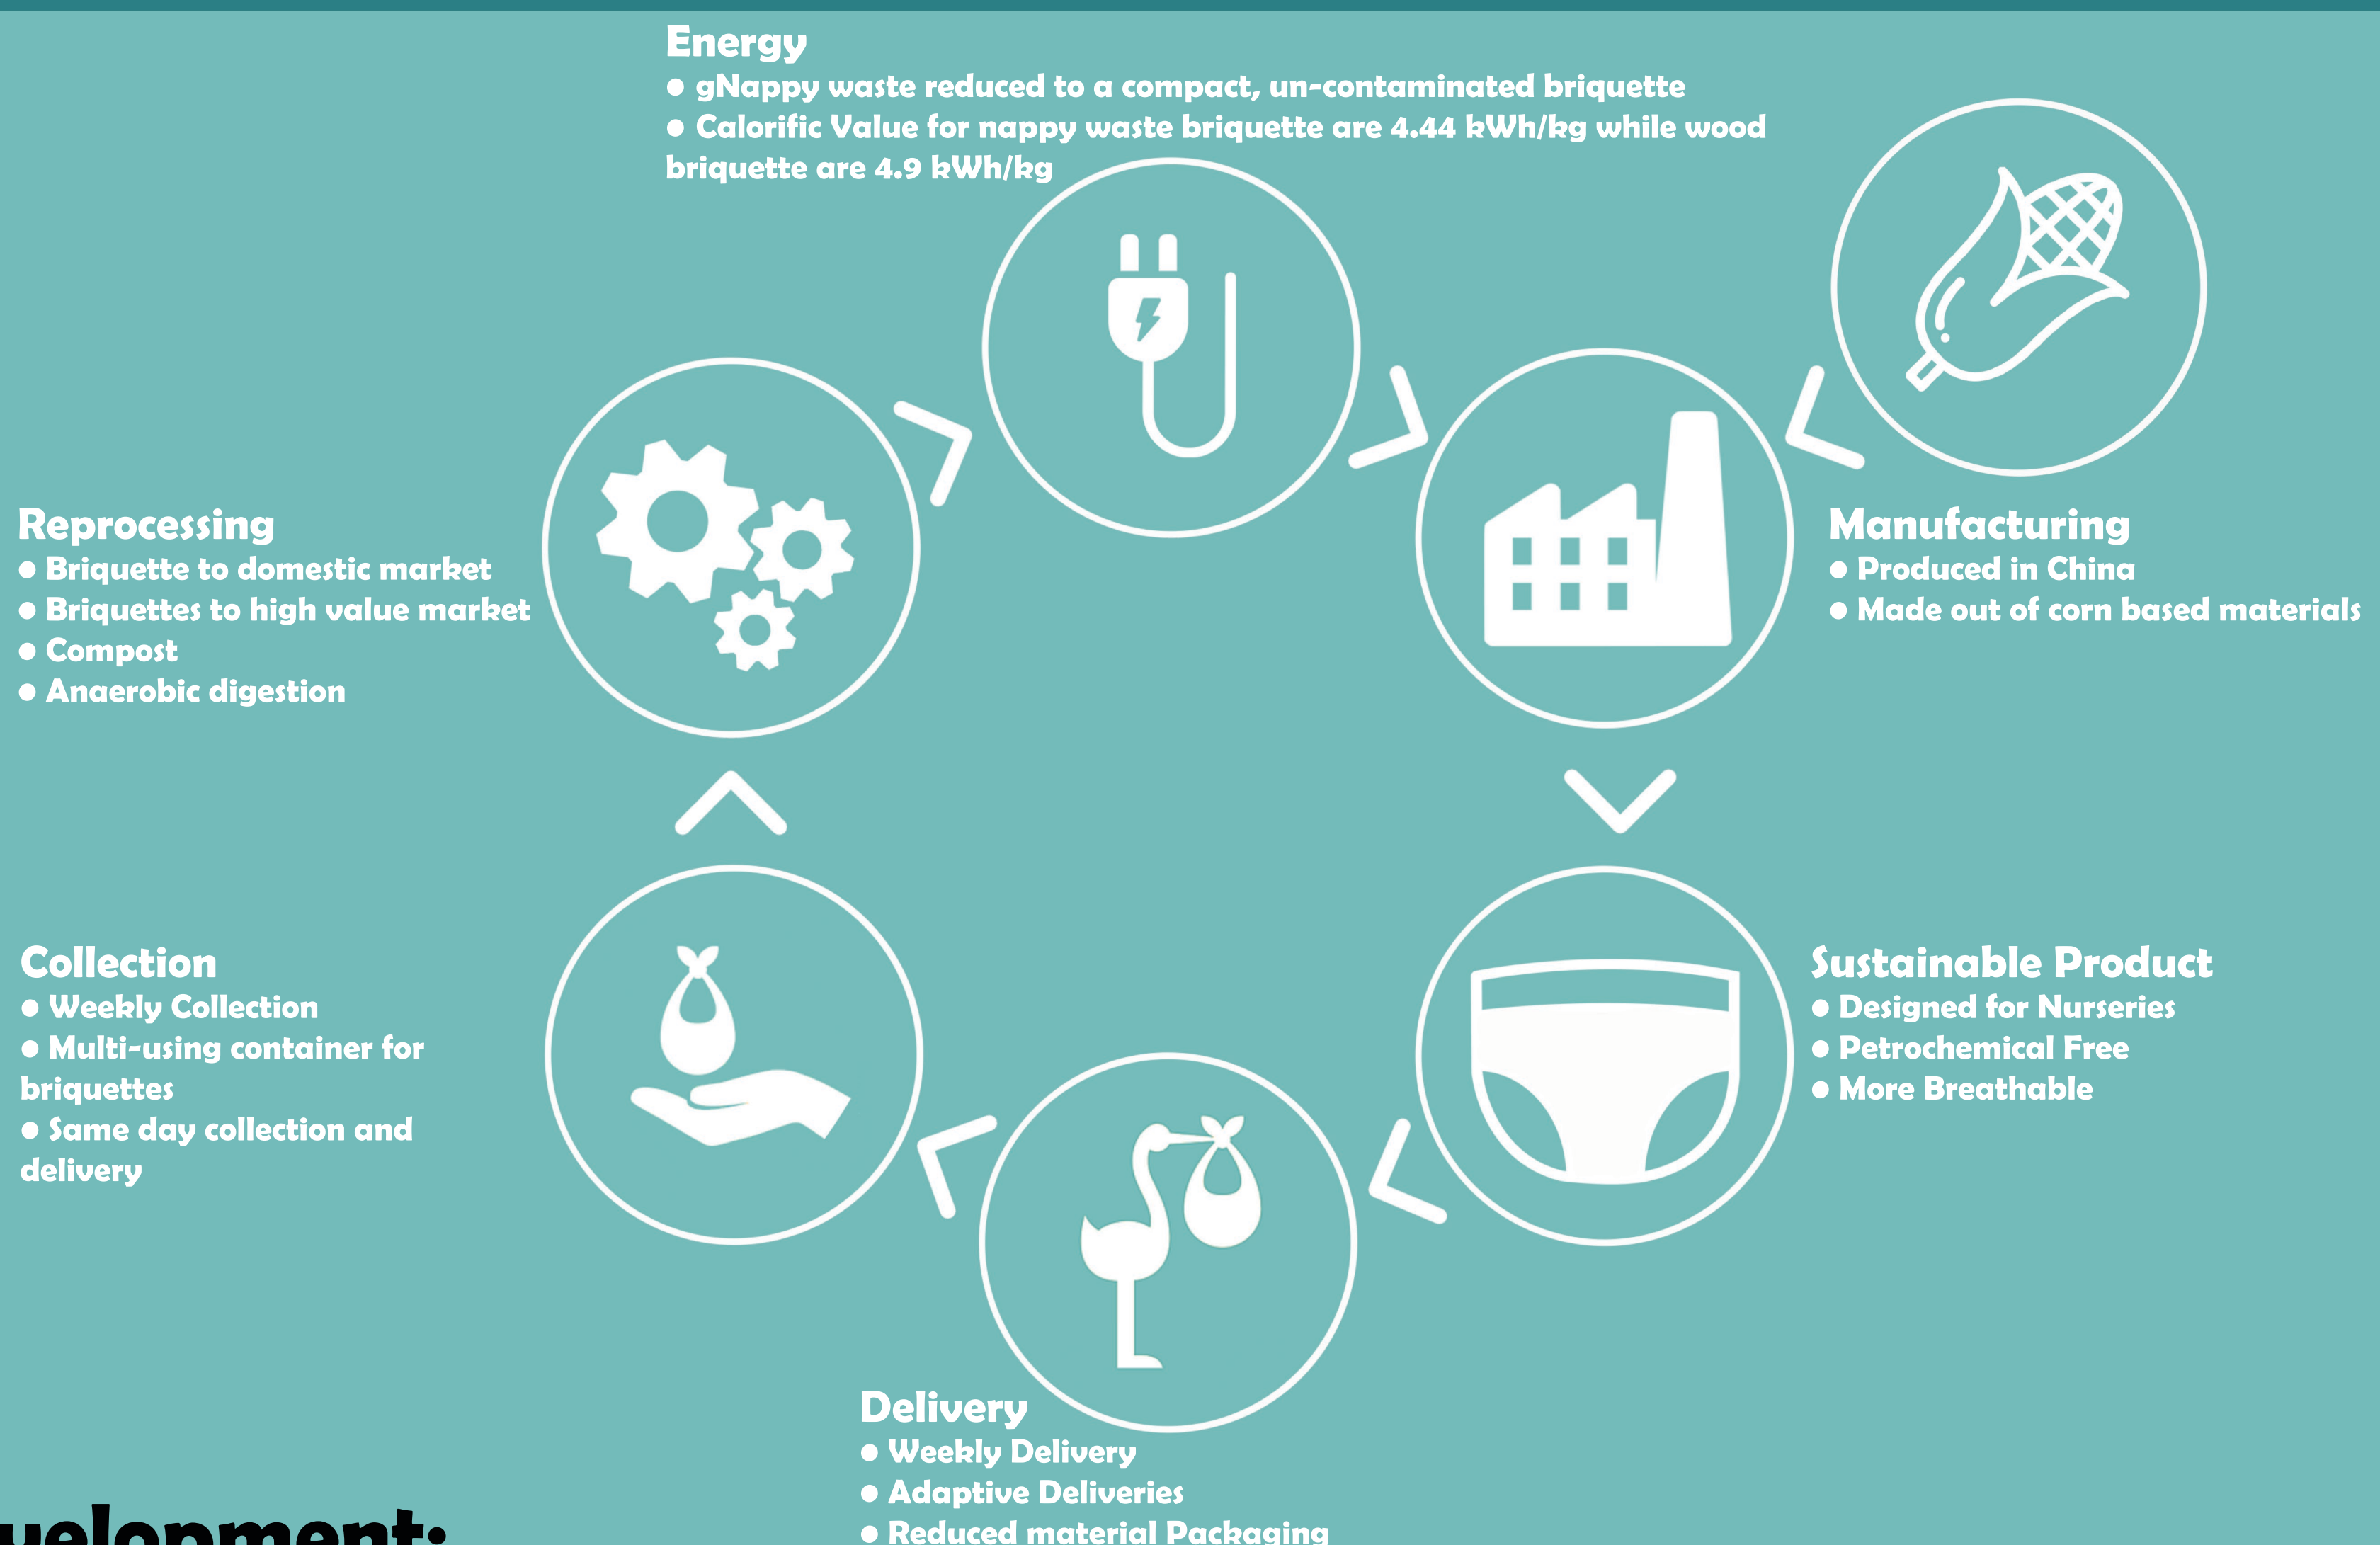 Energy
• gNappy waste reduced to a compact, un-contaminated briquette
• Calorific Value for nappy waste briquette are 4.44 kWh/kg while wood
briquette are 4.9 kWh/kg
Reprocessing
• Briquette to domestic market
• Briquettes to high value market
• Compost
• Anaerobic digestion
Manufacturing
• Produced in China
• Made out of corn based materials
Collection
• Weekly Collection
• Multi-using container for
briquettes
• Same day collection and
delivery
Sustainable Product
• Designed for Nurseries
• Petrochemical Free
• More Breathable
Delivery
• Weekly Delivery
• Adaptive Deliveries
• Reduced material Packaging
velopment: